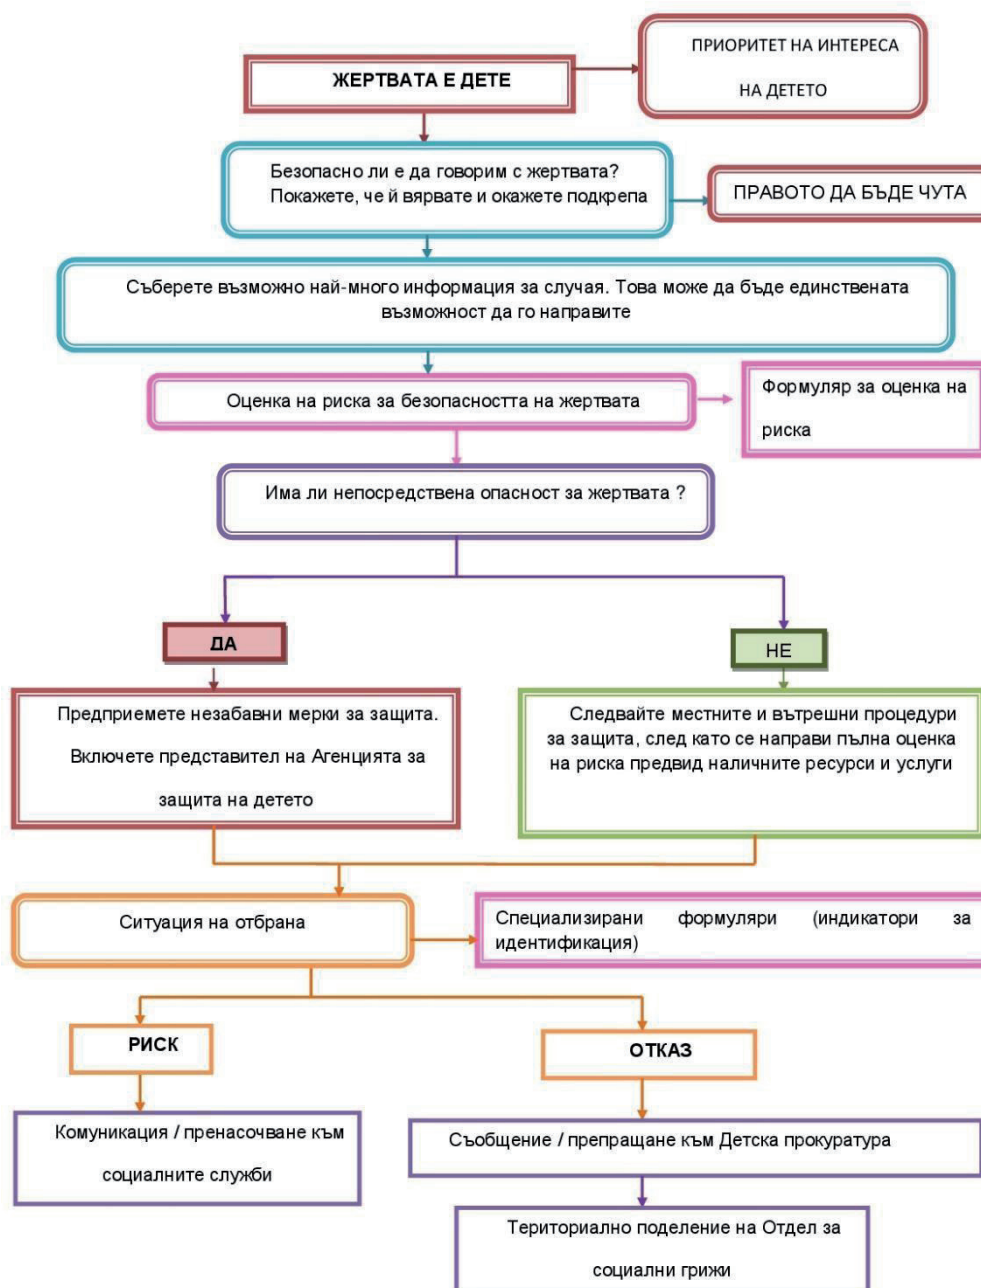 ПРИОРИТЕТ НА ИНТЕРЕСА
НА ДЕТЕТО
ЖЕРТВАТА Е ДЕТЕ
Безопасно ли е да говорим с жертвата?
Покажете, че й вярвате и окажете подкрепа
ПРАВОТО ДА БЪДЕ ЧУТА
Съберете възможно най-много информация за случая. Това може да бъде единствената
възможност да го направите
Оценка на риска за безопасността на жертвата
Формуляр за оценка на
риска
Има ли непосредствена опасност за жертвата ?
ДА
НЕ
Предприемете незабавни мерки за защита.
Включете представител на Агенцията за
защита на детето
Следвайте местните и вътрешни процедури
за защита, след като се направи пълна оценка
на риска предвид наличните ресурси и услуги
Ситуация на отбрана
Специализирани формуляри (индикатори за
идентификация)
РИСК
ОТКАЗ
Комуникация / пренасочване към
социалните служби
Съобщение / препращане към Детска прокуратура
Териториално поделение на Отдел за
социални грижи